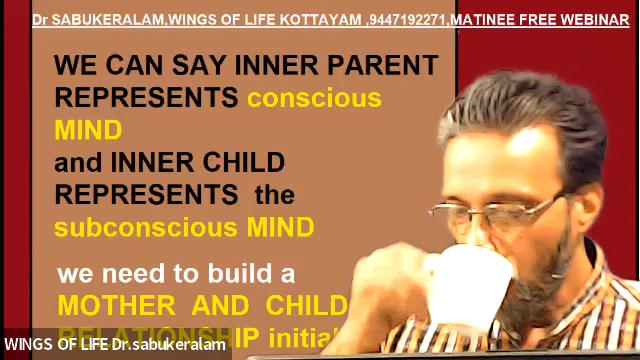 Dr SABUKERALAM,WINGS OF LIFE KOTTAYAM ,9447192271,MATINEE FREE WEBINAR
WE CAN SAY INNER PARENT
REPRESENTS conscious
MIND
and INNER CHILD
REPRESENTS the
subconscious MIND
we need to build a
MOTHER AND CHILD
RELATIONSHIP
WINGS OF LIFE Dr.sabukeralam